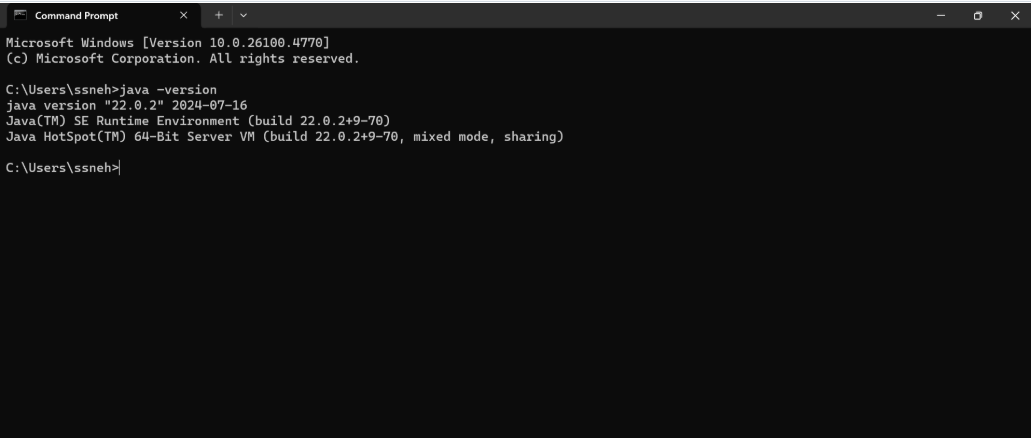 Command Prompt
Microsoft Windows [Version 10.0.26100.4770]
(c) Microsoft Corporation. All rights reserved.
C:\Users\ssneh>java -version
java version "22.0.2" 2024-07-16
Java(TM) SE Runtime Environment (build 22.0.2+9-70)
Java HotSpot(TM) 64-Bit Server VM (build 22.0.2+9-70, mixed mode, sharing)
C:\Users\ssneh>